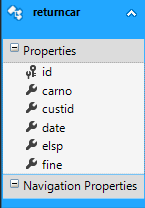 returncar
Properties
id
carno
custid
date
elsp
fine
Navigation Properties